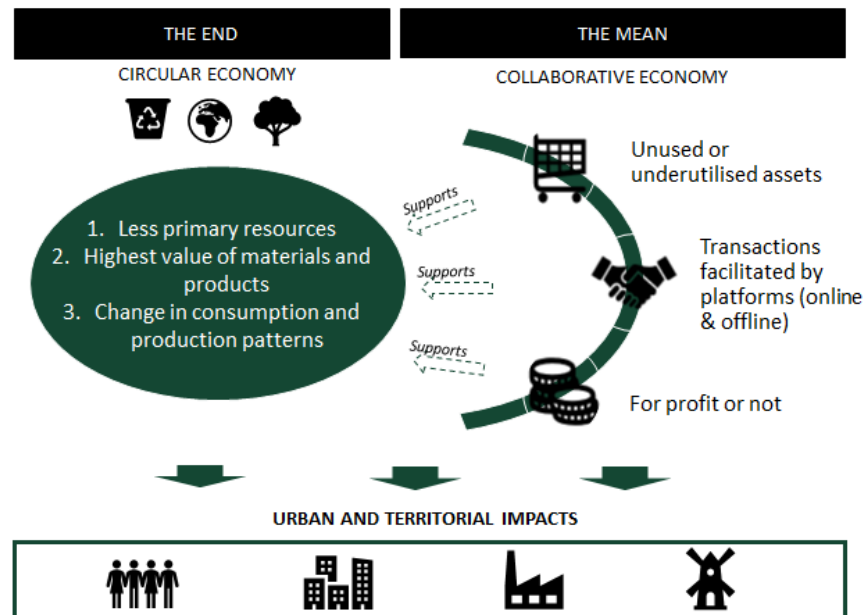 THE END
THE MEAN
CIRCULAR ECONOMY
COLLABORATIVE ECONOMY
1. Less primary resources
2. Highest value of materials and
products
3. Change in consumption and
production patterns
Supports
Supports
Supports
Unused or
underutilised assets
Transactions
facilitated by
platforms (online
& offline)
For profit or not
URBAN AND TERRITORIAL IMPACTS